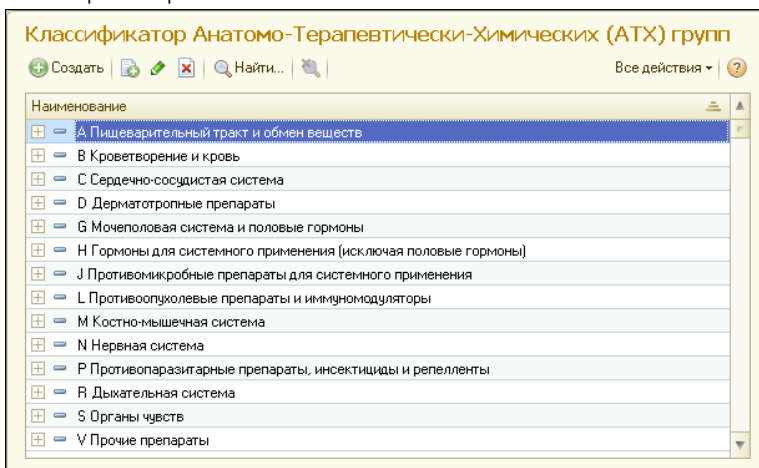 Классификатор Анатомо-Терапевтически-Химических (АТХ) групп
Создать Найти... Все действия
Наименование
A Пищеварительный тракт и обмен веществ
B Кроветворение и кровь
C Сердечно-сосудистая система
D Дерматотропные препараты
G Мочеполовая система и половые гормоны
H Гормоны для системного применения (исключая половые гормоны)
J Противомикробные препараты для системного применения
L Противоопухолевые препараты и иммуномодуляторы
M Костно-мышечная система
N Нервная система
P Противопаразитарные препараты, инсектициды и репелленты
R Дыхательная система
S Органы чувств
V Прочие препараты